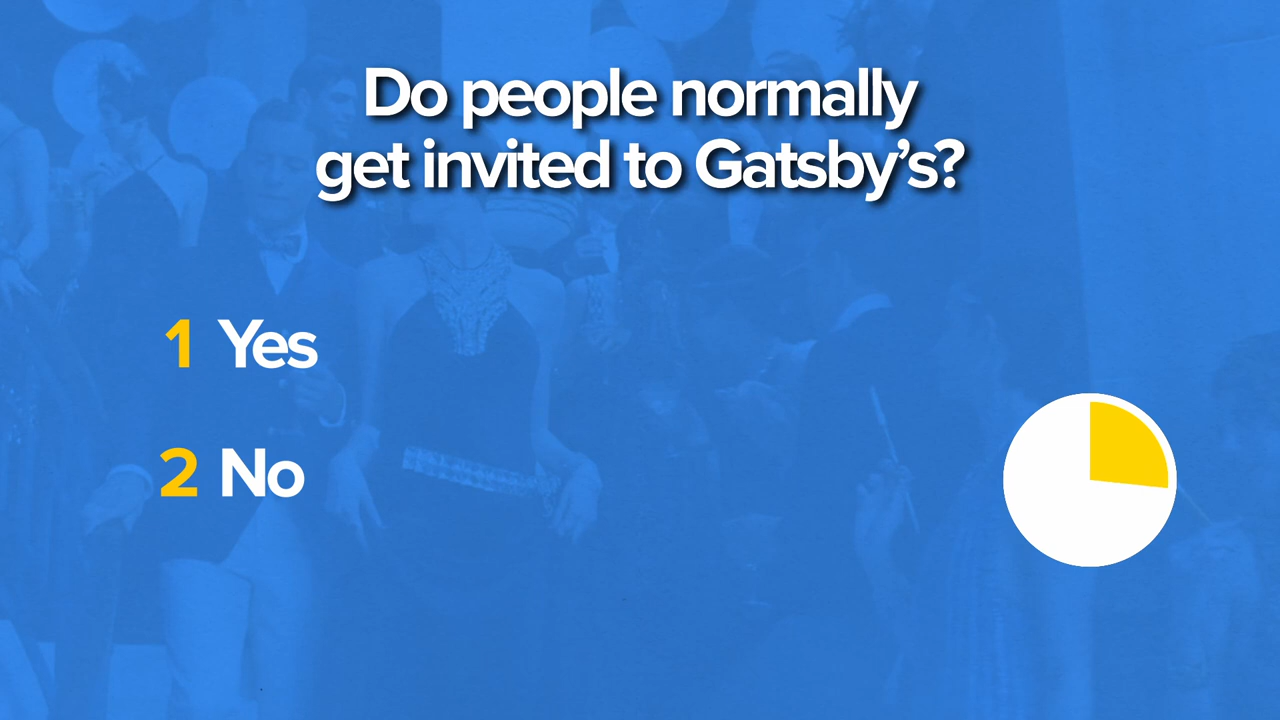 Do people normally
get invited to Gatsby’s?
1 Yes
2 No